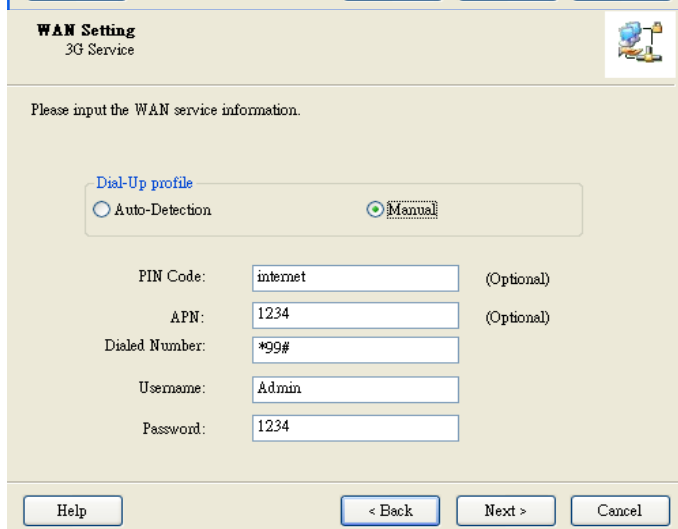 WAN Setting
3G Service
Please input the WAN service information.
Dial-Up profile
Auto-Detection Manual
PIN Code: internet (Optional)
APN: 1234 (Optional)
Dialed Number: *99#
Username: Admin
Password: 1234
Help < Back Next > Cancel